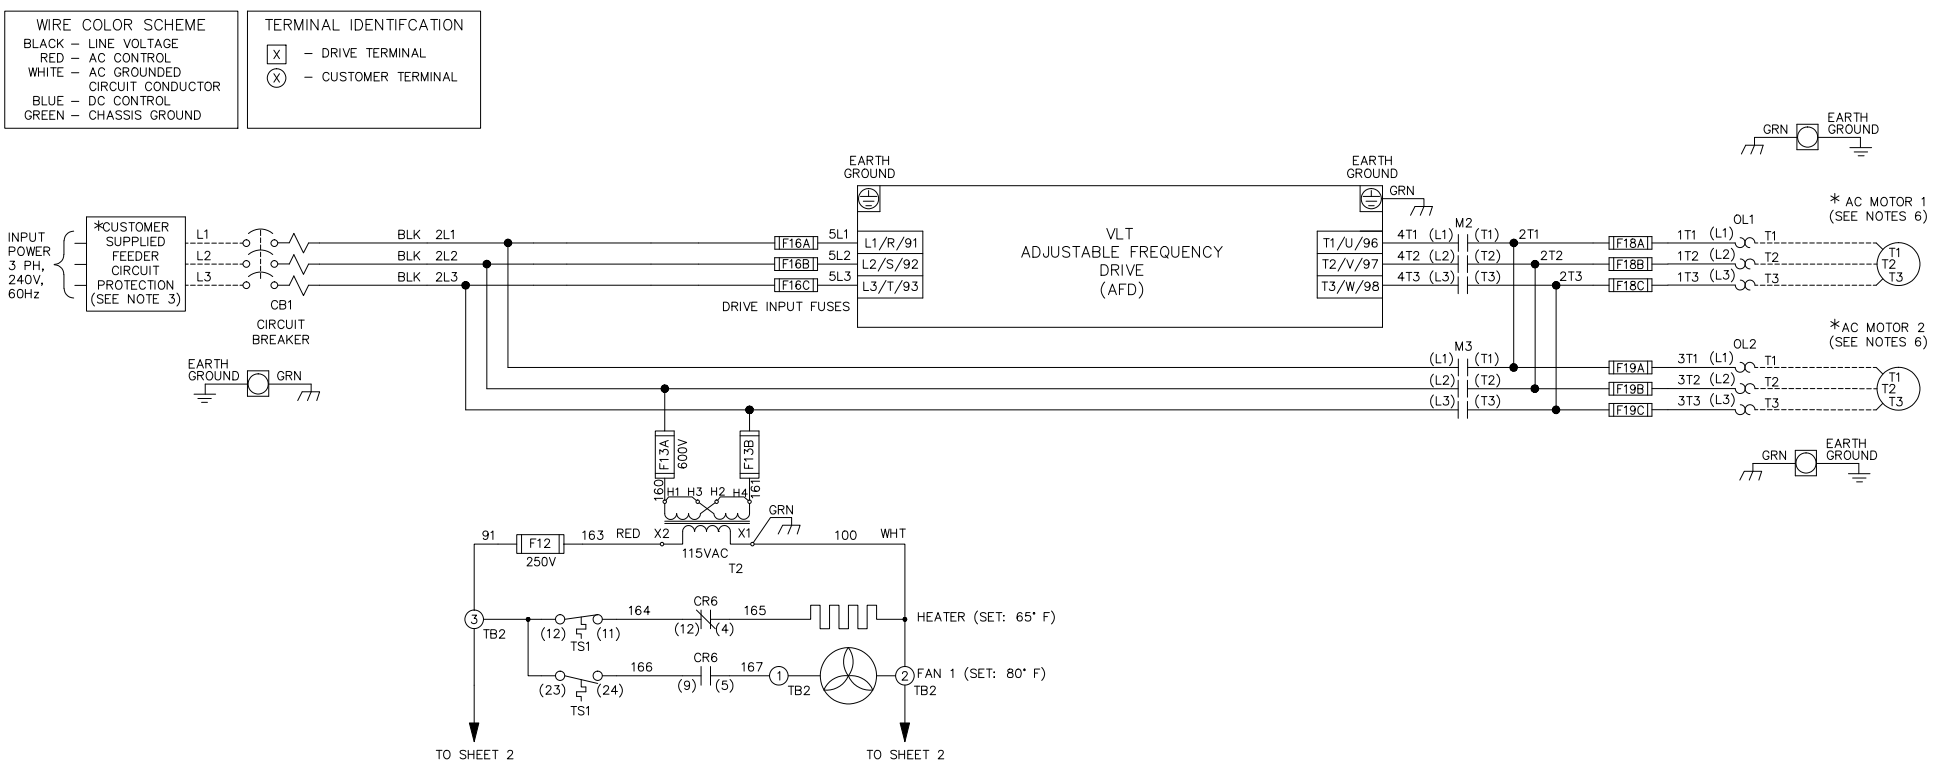 WIRE COLOR SCHEME
BLACK – LINE VOLTAGE
RED – AC CONTROL
WHITE – AC GROUNDED
CIRCUIT CONDUCTOR
BLUE – DC CONTROL
GREEN – CHASSIS GROUND
TERMINAL IDENTIFCATION
X – DRIVE TERMINAL
X – CUSTOMER TERMINAL
INPUT
POWER
3 PH,
240V,
60Hz
*CUSTOMER
SUPPLIED
FEEDER
CIRCUIT
PROTECTION
(SEE NOTE 3)
L1
L2
L3
CB1
CIRCUIT
BREAKER
BLK 2L1
BLK 2L2
BLK 2L3
EARTH
GROUND
GRN
F16A
F16B
F16C
5L1
5L2
5L3
DRIVE INPUT FUSES
EARTH
GROUND
L1/R/91
L2/S/92
L3/T/93
VLT
ADJUSTABLE FREQUENCY
DRIVE
(AFD)
EARTH
GROUND
GRN
T1/U/96
T2/V/97
T3/W/98
M2
4T1 (L1) (T1) 2T1
4T2 (L2) (T2) 2T2
4T3 (L3) (T3) 2T3
F18A
F18B
F18C
OL1
1T1 (L1) T1
1T2 (L2) T2
1T3 (L3) T3
GRN
EARTH
GROUND
* AC MOTOR 1
(SEE NOTES 6)
T1
T2
T3
M3
(L1) (T1)
(L2) (T2)
(L3) (T3)
F19A
F19B
F19C
OL2
3T1 (L1) T1
3T2 (L2) T2
3T3 (L3) T3
*AC MOTOR 2
(SEE NOTES 6)
T1
T2
T3
GRN
EARTH
GROUND
F13A
600V
F13B
160
161
H1 H3 H2 H4
GRN
91
F12
250V
163 RED X2
X1
115VAC
T2
100 WHT
3
TB2
(12) (11)
TS1
164
CR6
(12) (4)
165
HEATER (SET: 65° F)
(23) (24)
TS1
166
CR6
(9) (5)
167
1
TB2
2
TB2
FAN 1 (SET: 80° F)
TO SHEET 2
TO SHEET 2